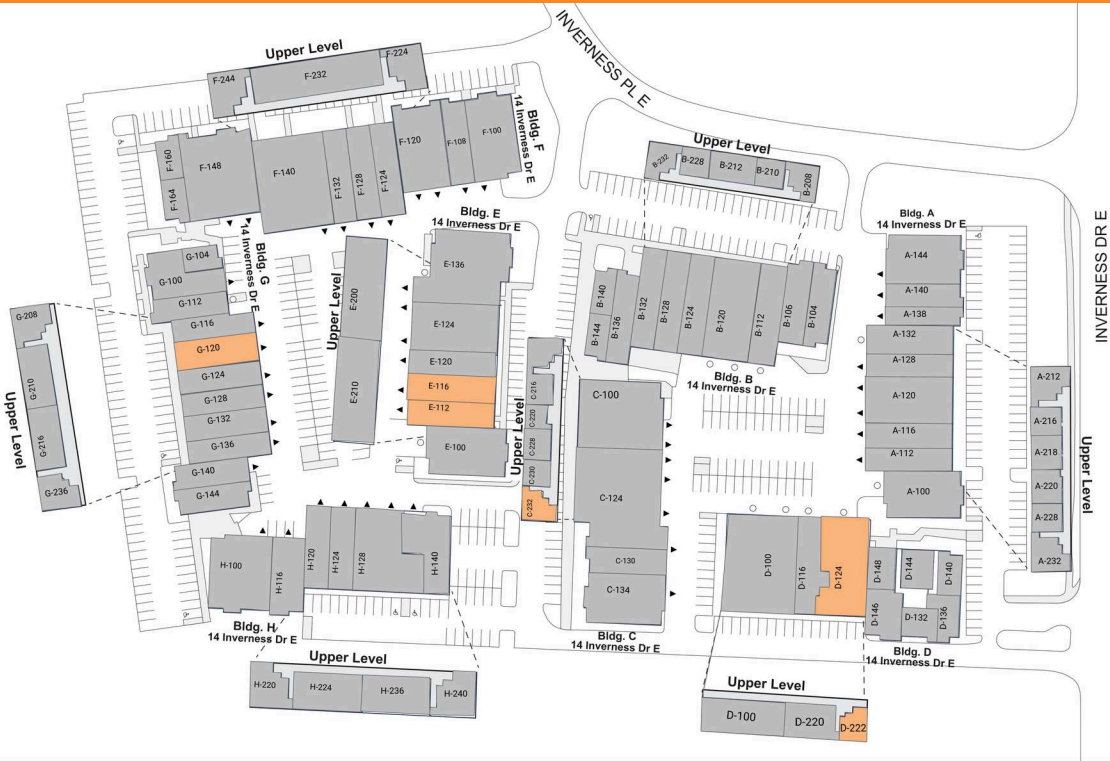 INVERNESS PL E
INVERNESS DR E
Upper Level
F-244
F-232
F-224
Bldg. F
14 Inverness Dr E
F-160
F-164
F-148
F-140
F-132
F-128
F-124
F-120
F-108
F-100
Upper Level
B-232
B-228
B-212
B-210
B-208
Bldg. A
14 Inverness Dr E
A-144
A-140
A-138
A-132
A-128
A-120
A-116
A-112
A-100
Upper Level
A-212
A-216
A-218
A-220
A-228
A-232
Bldg. E
14 Inverness Dr E
E-136
E-124
E-120
E-116
E-112
E-100
Upper Level
E-200
E-210
Bldg. G
14 Inverness Dr E
G-104
G-100
G-112
G-116
G-120
G-124
G-128
G-132
G-136
G-140
G-144
Upper Level
G-208
G-210
G-216
G-236
B-140
B-144
B-136
B-132
B-128
B-124
B-120
B-112
B-106
B-104
Bldg. B
14 Inverness Dr E
Upper Level
C-216
C-220
C-228
C-230
C-232
C-100
C-124
C-130
C-134
Bldg. C
14 Inverness Dr E
H-100
H-116
H-120
H-124
H-128
H-140
Bldg. H
14 Inverness Dr E
Upper Level
H-220
H-224
H-236
H-240
D-100
D-116
D-124
D-148
D-144
D-140
D-146
D-132
D-136
Bldg. D
14 Inverness Dr E
Upper Level
D-100
D-220
D-222